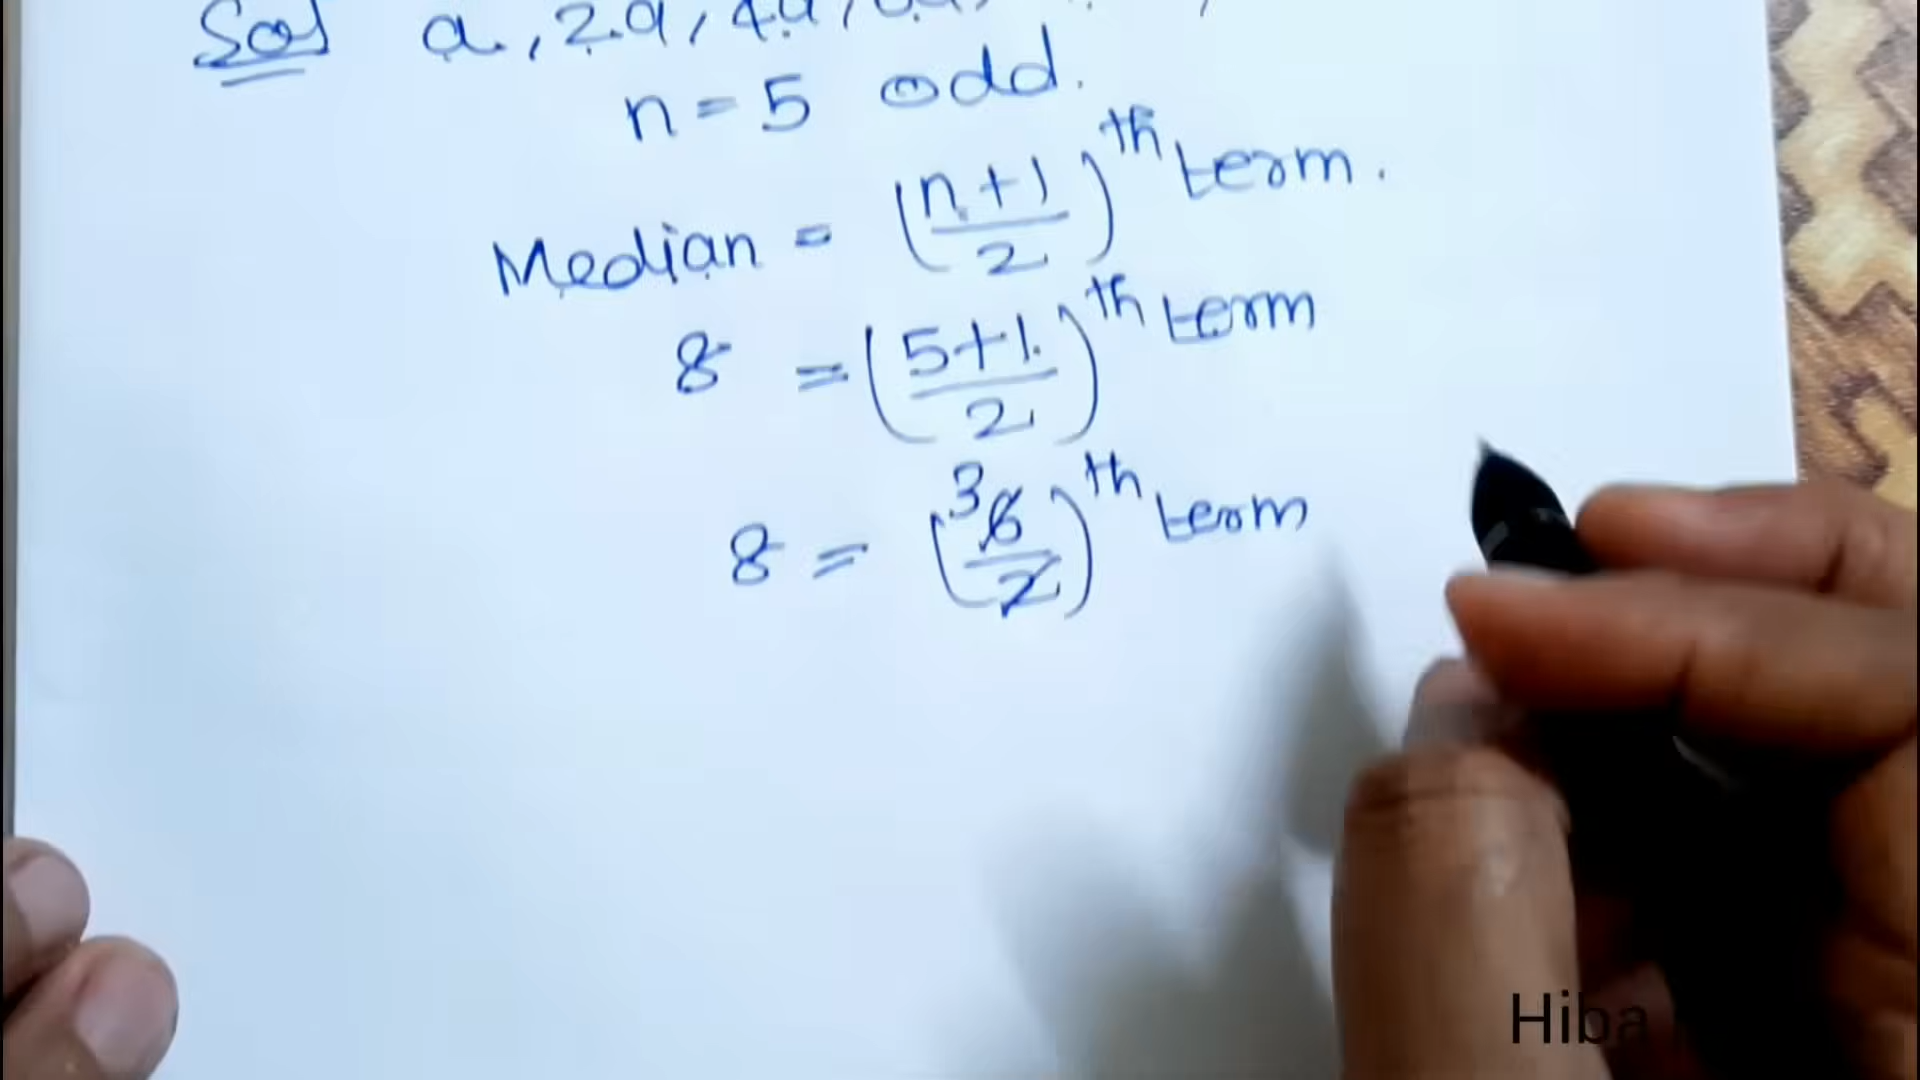 Sol a, 2a, 4a,
n = 5 odd.
Median = (n+1/2)th term.
8 = (5+1/2)th term
8 = (3 6/2)th term
Hiba